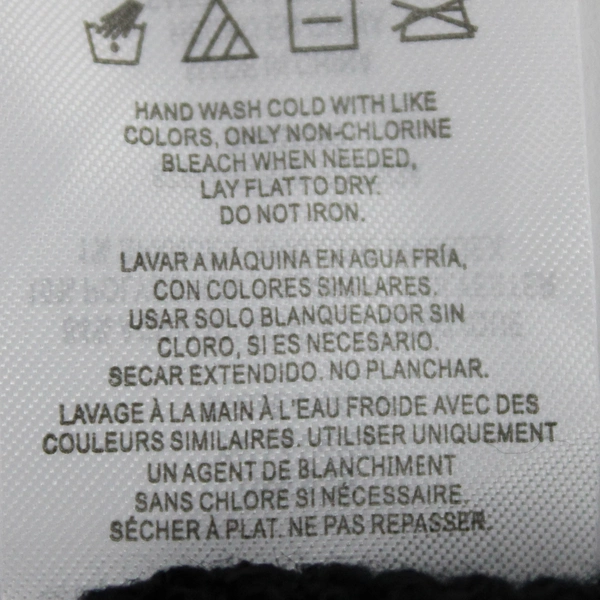 HAND WASH COLD WITH LIKE
COLORS, ONLY NON-CHLORINE
BLEACH WHEN NEEDED,
LAY FLAT TO DRY.
DO NOT IRON.
LAVAR A MÁQUINA EN AGUA FRÍA,
CON COLORES SIMILARES.
USAR SOLO BLANQUEADOR SIN
CLORO, SI ES NECESARIO.
SECAR EXTENDIDO. NO PLANCHAR.
LAVAGE À LA MAIN À L'EAU FROIDE AVEC DES
COULEURS SIMILAIRES. UTILISER UNIQUEMENT
UN AGENT DE BLANCHIMENT
SANS CHLORE SI NÉCESSAIRE.
SÉCHER À PLAT. NE PAS REPASSER.